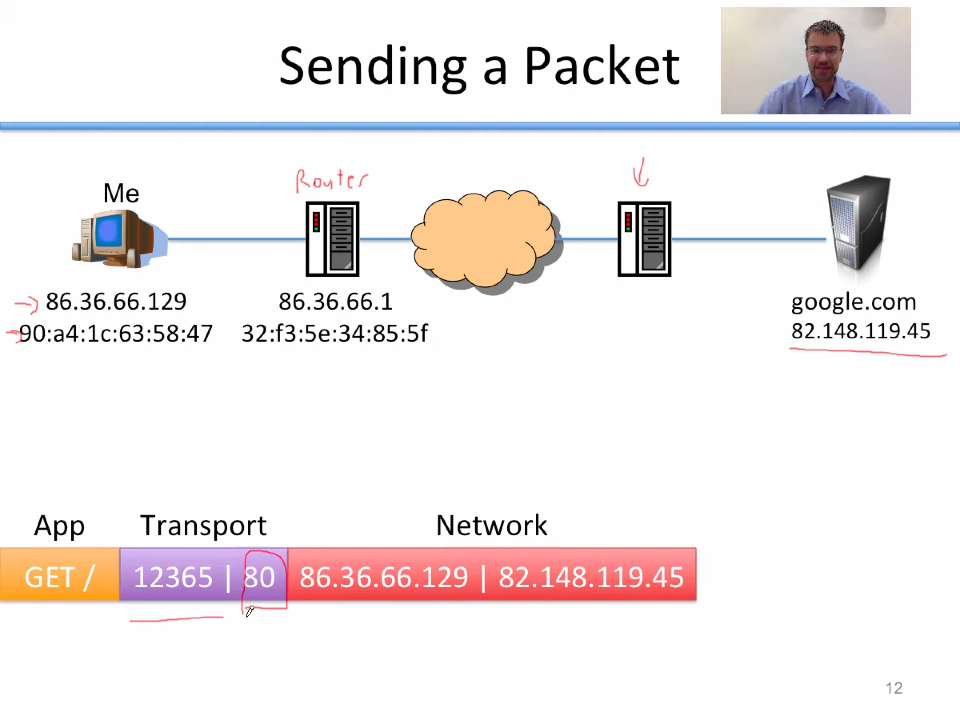 Sending a Packet
Me
Router
86.36.66.129
90:a4:1c:63:58:47
86.36.66.1
32:f3:5e:34:85:5f
google.com
82.148.119.45
App Transport Network
GET / 12365 | 80 86.36.66.129 | 82.148.119.45
12